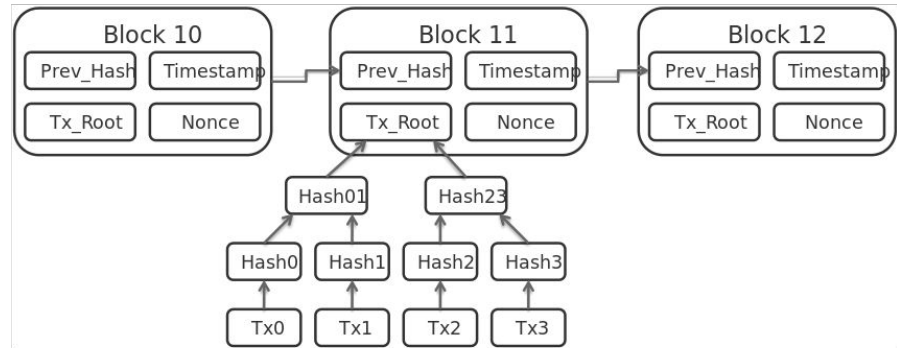 Block 10
Block 11
Block 12
Prev_Hash Timestamp
Prev_Hash Timestamp
Prev_Hash Timestamp
Tx_Root Nonce
Tx_Root Nonce
Tx_Root Nonce
Hash01 Hash23
Hash0 Hash1 Hash2 Hash3
Tx0 Tx1 Tx2 Tx3